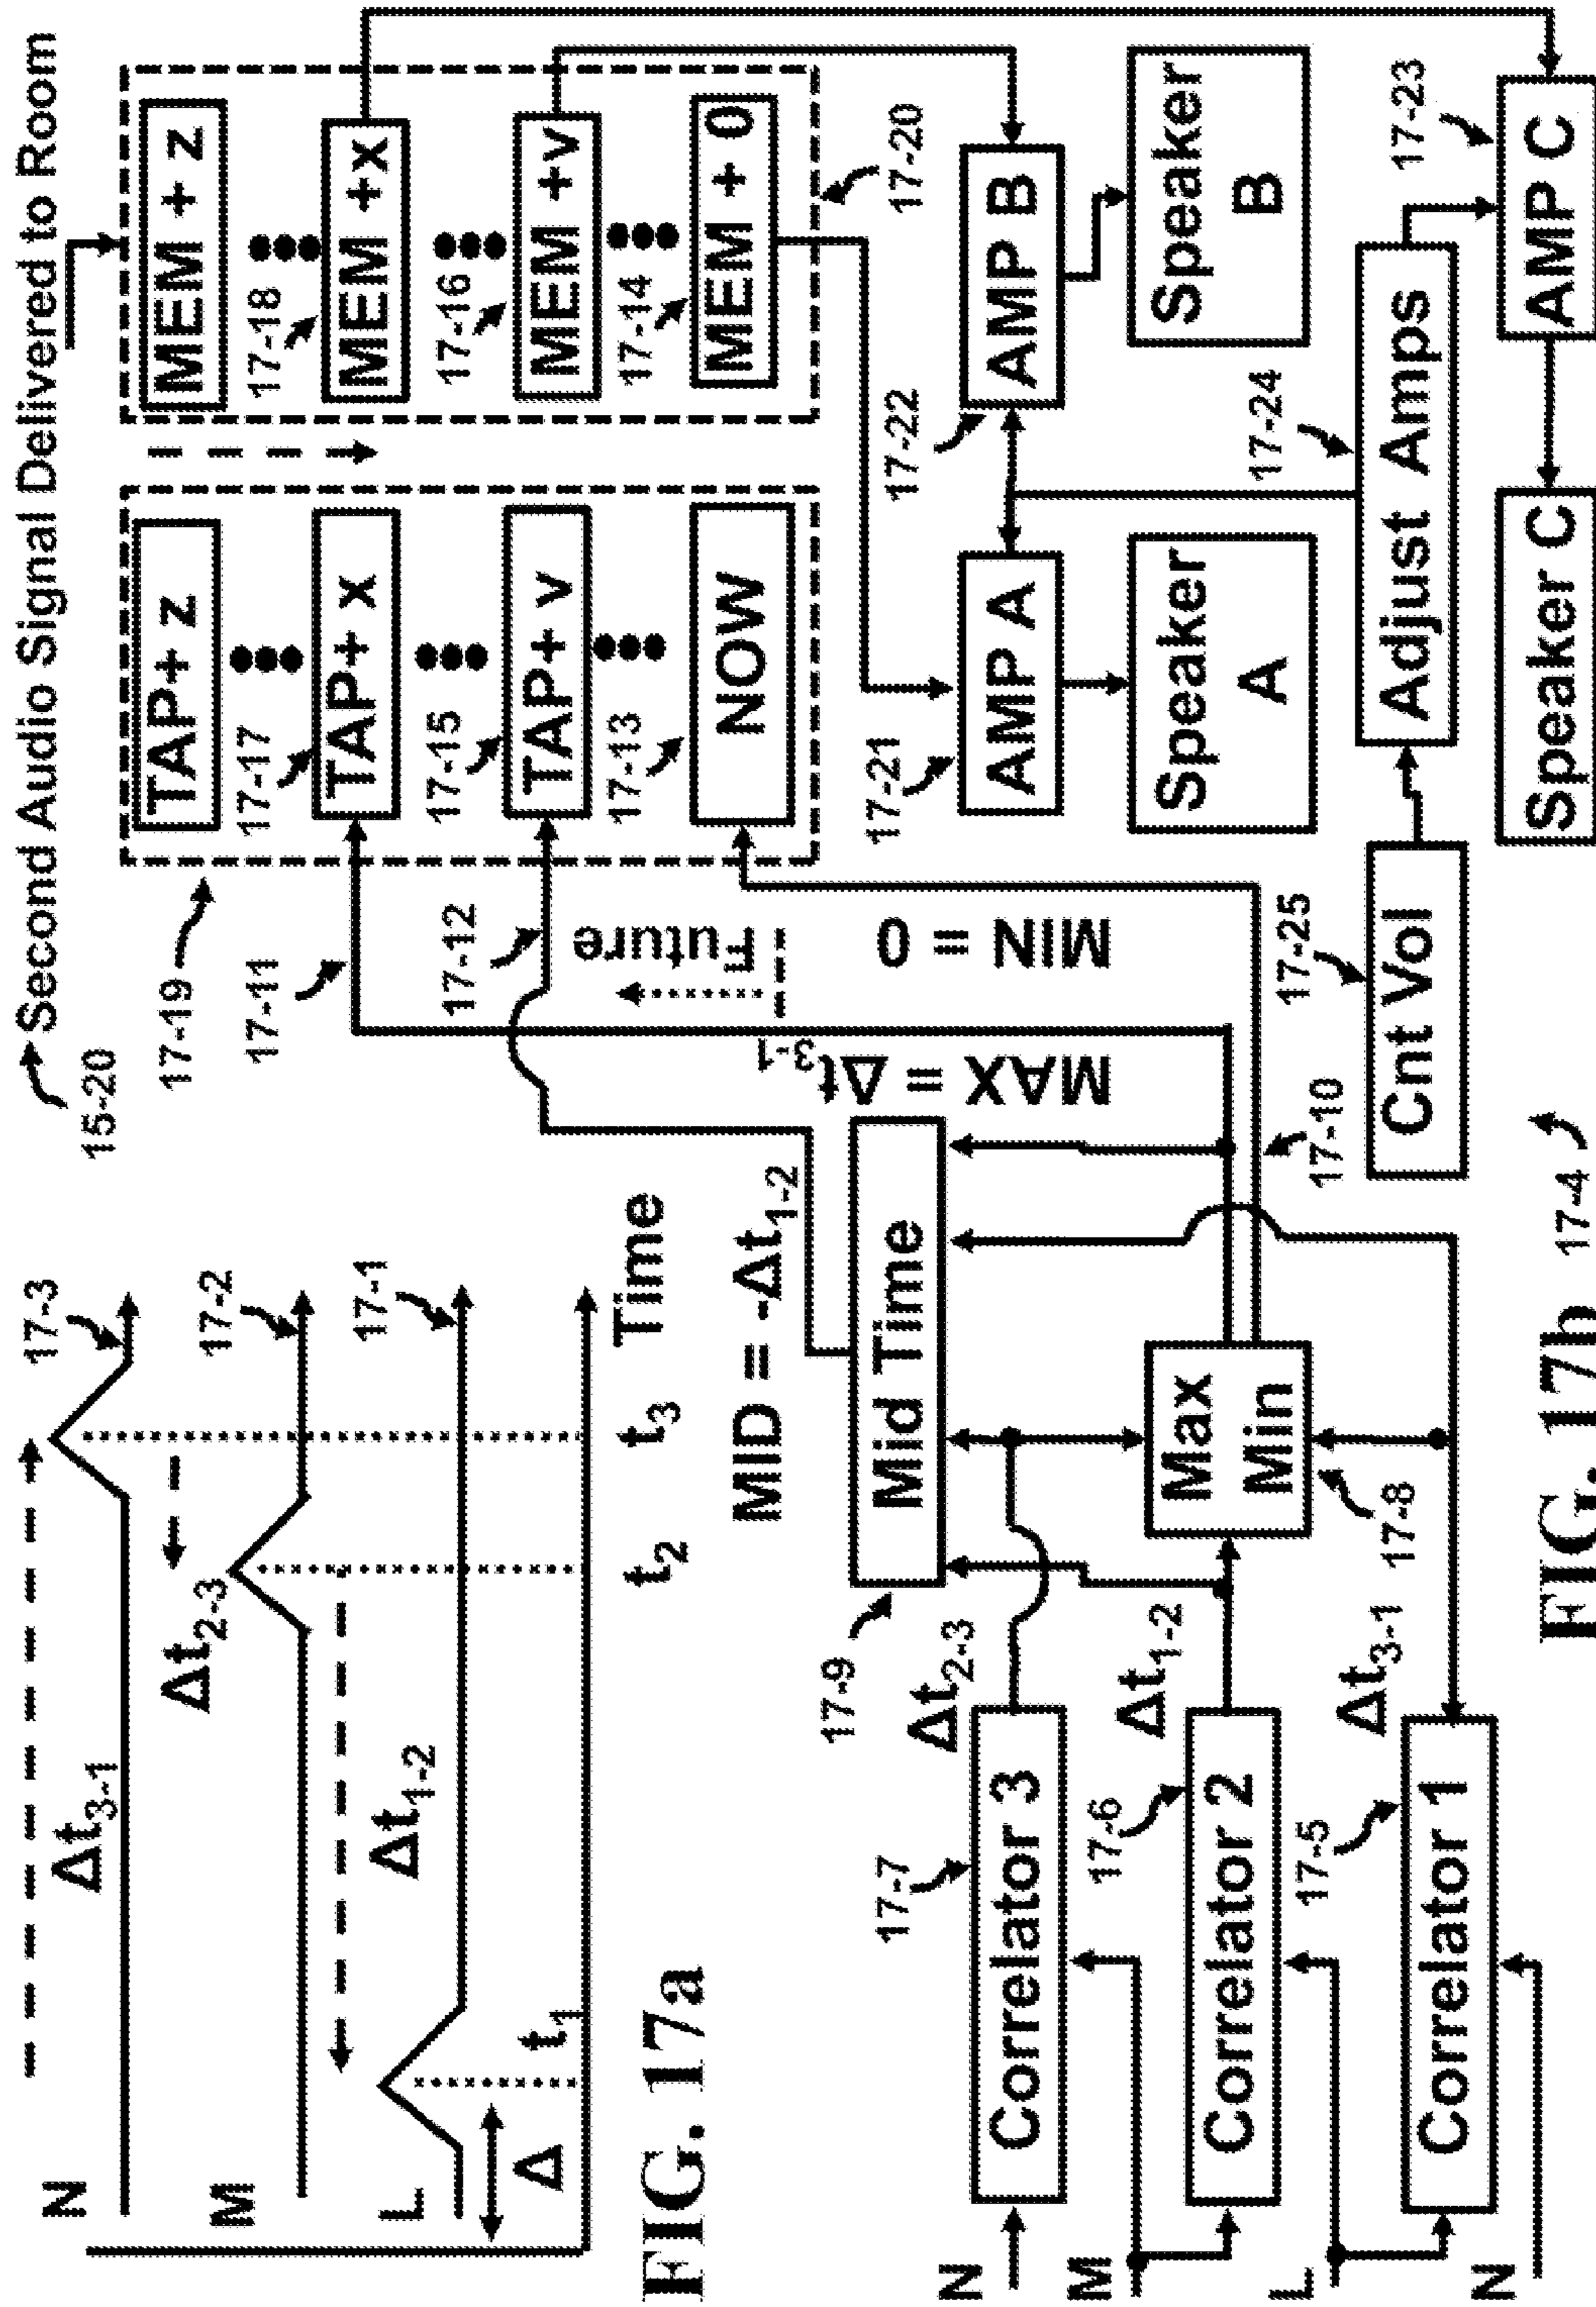 N
Δt3-1
17-3
M
Δt2-3
17-2
L
Δt1-2
17-1
Δ
t1
t2
t3
Time
FIG. 17a
15-20
Second Audio Signal Delivered to Room
17-19
TAP+ z
MEM + z
17-17
17-18
17-11
TAP+ x
MEM +x
17-15
17-16
17-12
TAP+ v
MEM +v
17-13
17-14
Future
NOW
MEM + 0
17-20
MID = -Δt1-2
MAX = Δt3-1
MIN = 0
17-9
Mid Time
17-21
AMP A
17-22
AMP B
17-7
Δt2-3
N
Correlator 3
Speaker
A
Speaker
B
17-6
Δt1-2
M
Correlator 2
Max
Min
17-10
17-8
17-25
17-24
17-5
Δt3-1
L
Correlator 1
Cnt Vol
Adjust Amps
17-23
N
Speaker C
AMP C
FIG. 17b
17-4